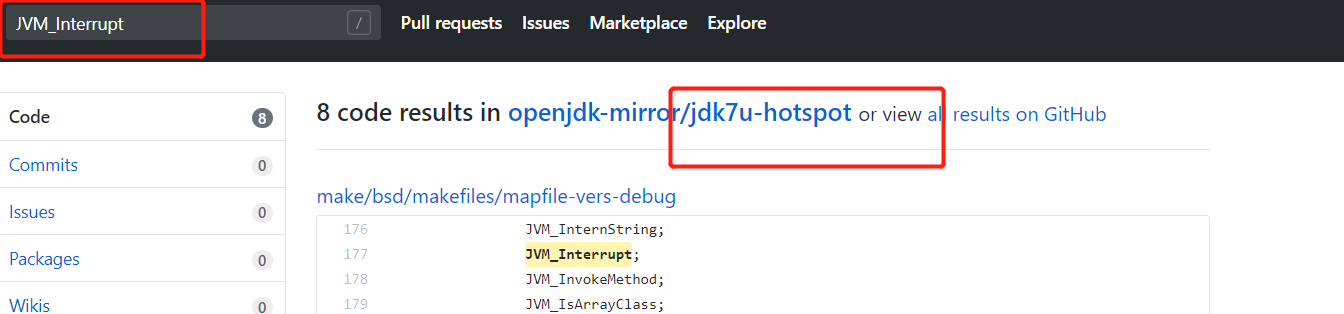 JVM_Interrupt / Pull requests Issues Marketplace Explore
Code 8
Commits 0
Issues 0
Packages 0
Wikis 0
8 code results in openjdk-mirror/jdk7u-hotspot or view all results on GitHub
make/bsd/makefiles/mapfile-vers-debug
176 JVM_InternString;
177 JVM_Interrupt;
178 JVM_InvokeMethod;
179 JVM_IsArrayClass;